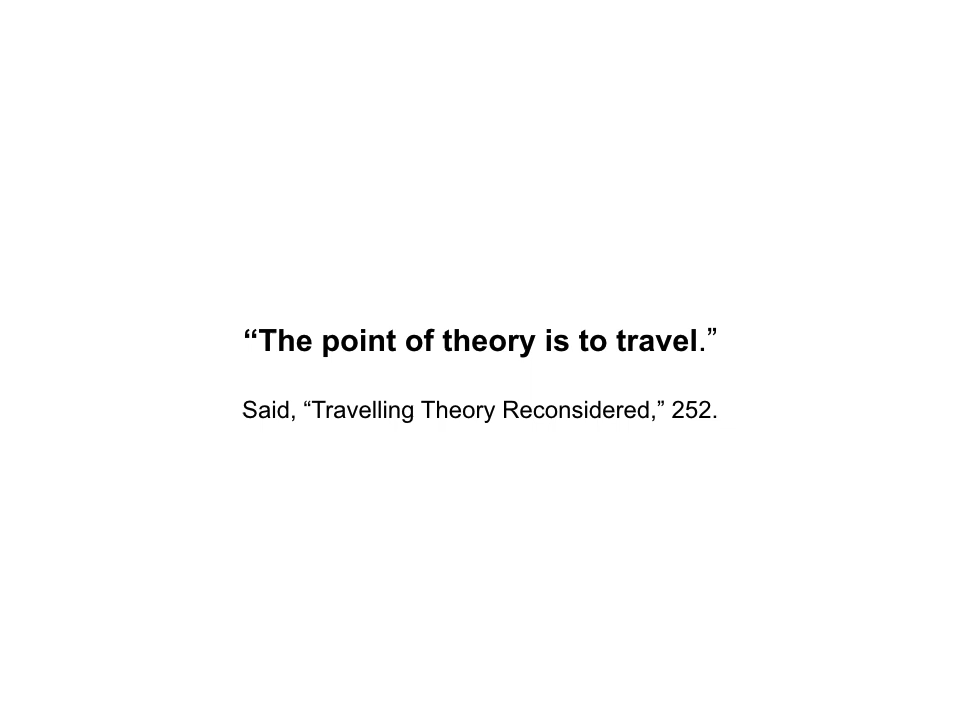 “The point of theory is to travel.”
Said, “Travelling Theory Reconsidered,” 252.